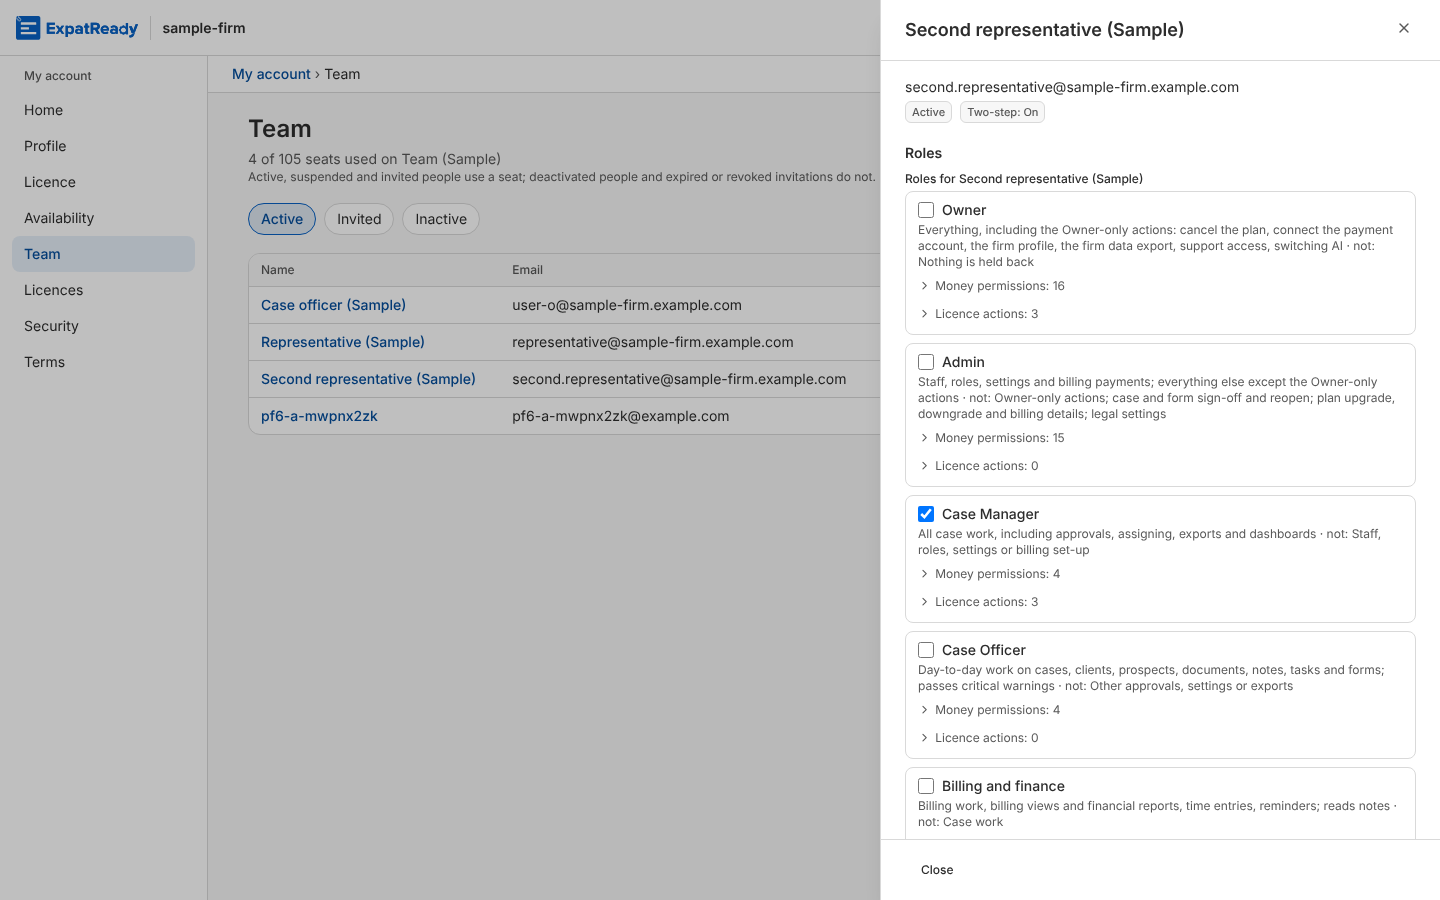 ExpatReady
sample-firm
My account
Home
Profile
Licence
Availability
Team
Licences
Security
Terms
My account › Team
Team
4 of 105 seats used on Team (Sample)
Active, suspended and invited people use a seat; deactivated people and expired or revoked invitations do not.
Active
Invited
Inactive
Name Email
Case officer (Sample) user-o@sample-firm.example.com
Representative (Sample) representative@sample-firm.example.com
Second representative (Sample) second.representative@sample-firm.example.com
pf6-a-mwpnx2zk pf6-a-mwpnx2zk@example.com
Second representative (Sample)
second.representative@sample-firm.example.com
Active
Two-step: On
Roles
Roles for Second representative (Sample)
Owner
Everything, including the Owner-only actions: cancel the plan, connect the payment
account, the firm profile, the firm data export, support access, switching AI · not:
Nothing is held back
Money permissions: 16
Licence actions: 3
Admin
Staff, roles, settings and billing payments; everything else except the Owner-only
actions · not: Owner-only actions; case and form sign-off and reopen; plan upgrade,
downgrade and billing details; legal settings
Money permissions: 15
Licence actions: 0
Case Manager
All case work, including approvals, assigning, exports and dashboards · not: Staff,
roles, settings or billing set-up
Money permissions: 4
Licence actions: 3
Case Officer
Day-to-day work on cases, clients, prospects, documents, notes, tasks and forms;
passes critical warnings · not: Other approvals, settings or exports
Money permissions: 4
Licence actions: 0
Billing and finance
Billing work, billing views and financial reports, time entries, reminders; reads notes ·
not: Case work
Close